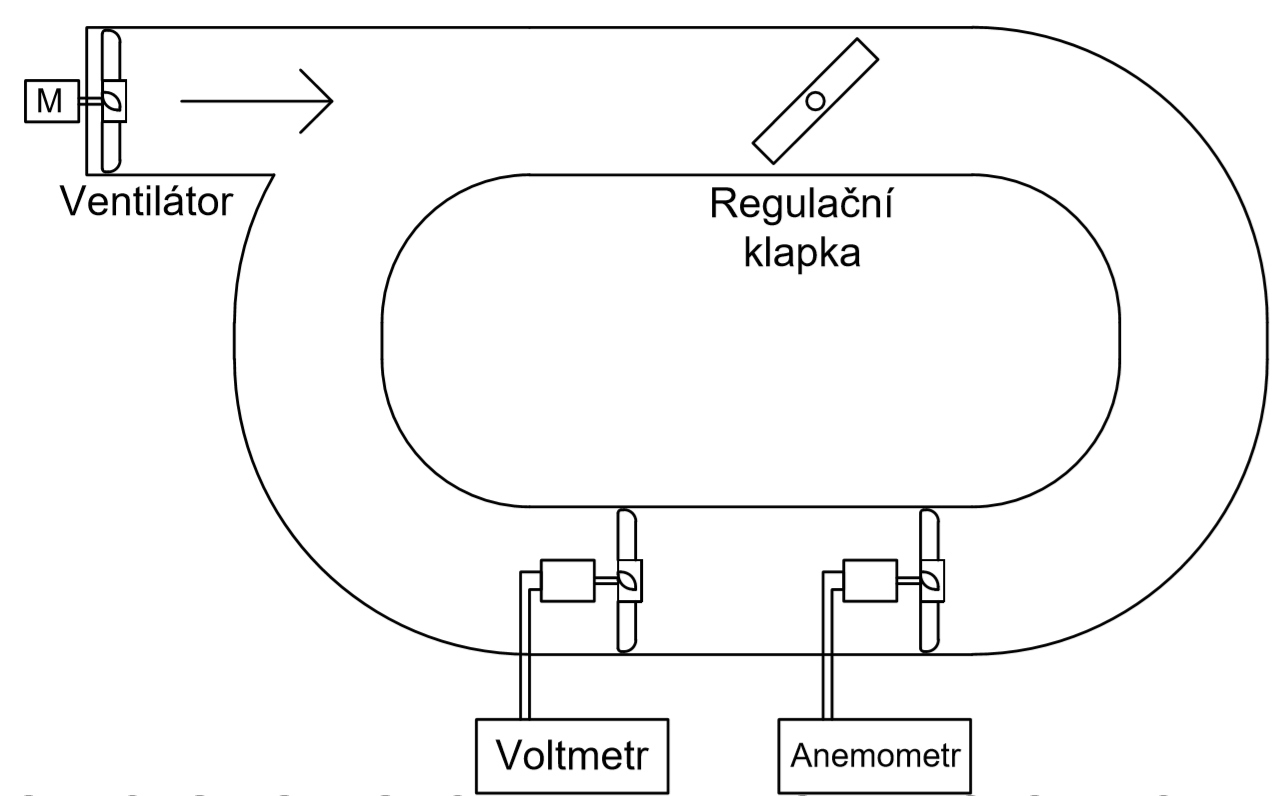 M
Ventilátor
Regulační
klapka
Voltmetr
Anemometr